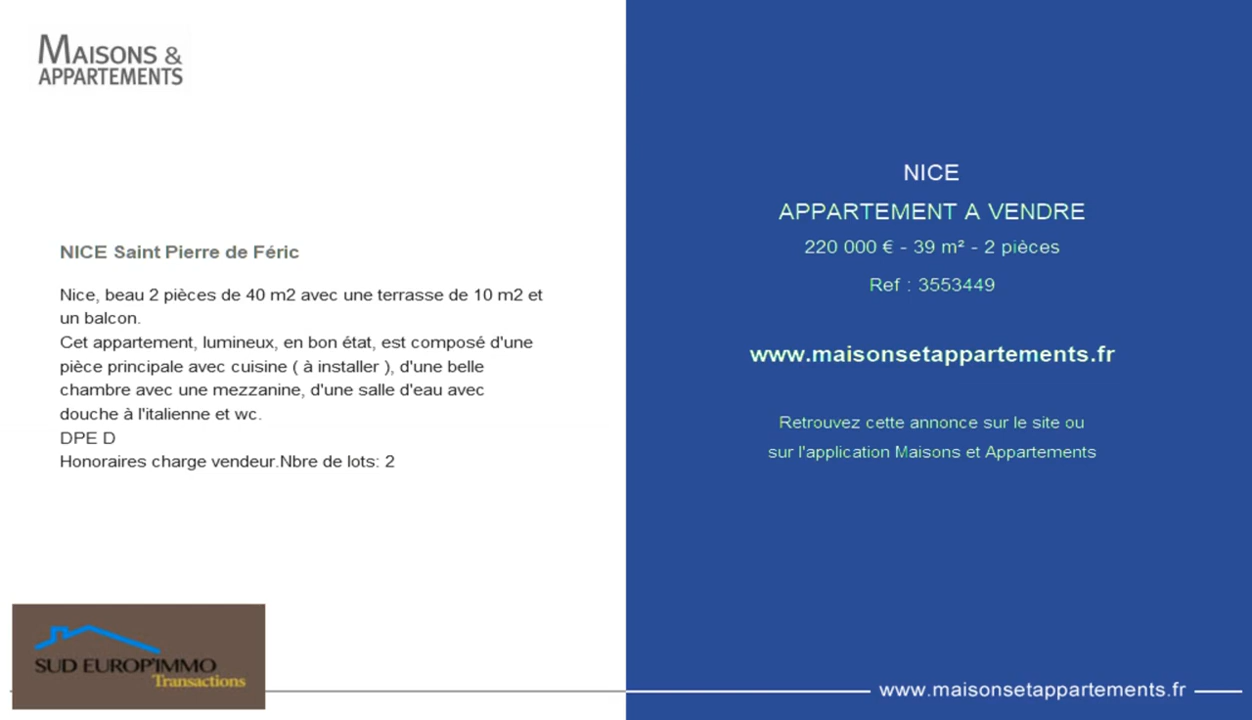 MAISONS &
APPARTEMENTS
NICE Saint Pierre de Féric
Nice, beau 2 pièces de 40 m2 avec une terrasse de 10 m2 et
un balcon.
Cet appartement, lumineux, en bon état, est composé d'une
pièce principale avec cuisine ( à installer ), d'une belle
chambre avec une mezzanine, d'une salle d'eau avec
douche à l'italienne et wc.
DPE D
Honoraires charge vendeur.Nbre de lots: 2
SUD EUROP'IMMO
Transactions
NICE
APPARTEMENT A VENDRE
220 000 € - 39 m² - 2 pièces
Ref : 3553449
www.maisonsetappartements.fr
Retrouvez cette annonce sur le site ou
sur l'application Maisons et Appartements
www.maisonsetappartements.fr